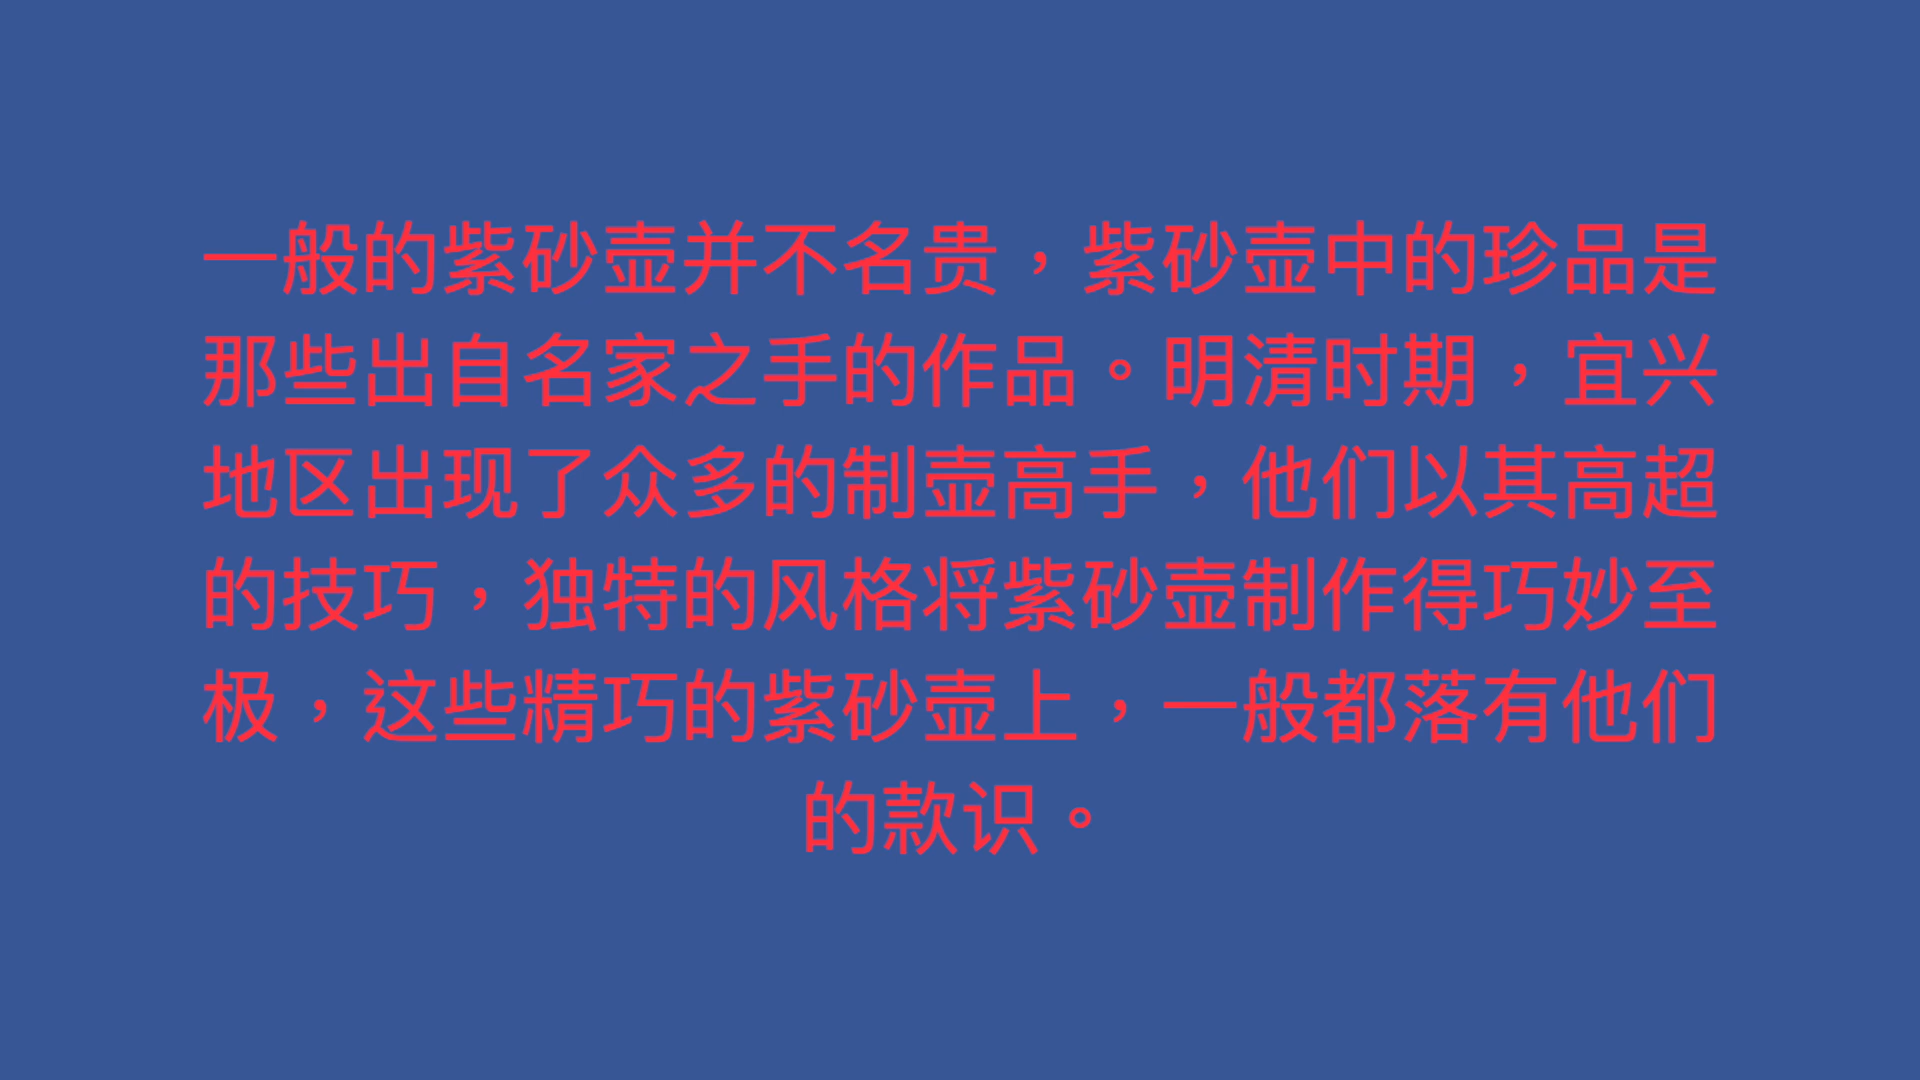 一般的紫砂壶并不名贵，紫砂壶中的珍品是
那些出自名家之手的作品。明清时期，宜兴
地区出现了众多的制壶高手，他们以其高超
的技巧，独特的风格将紫砂壶制作得巧妙至
极，这些精巧的紫砂壶上，一般都落有他们
的款识。